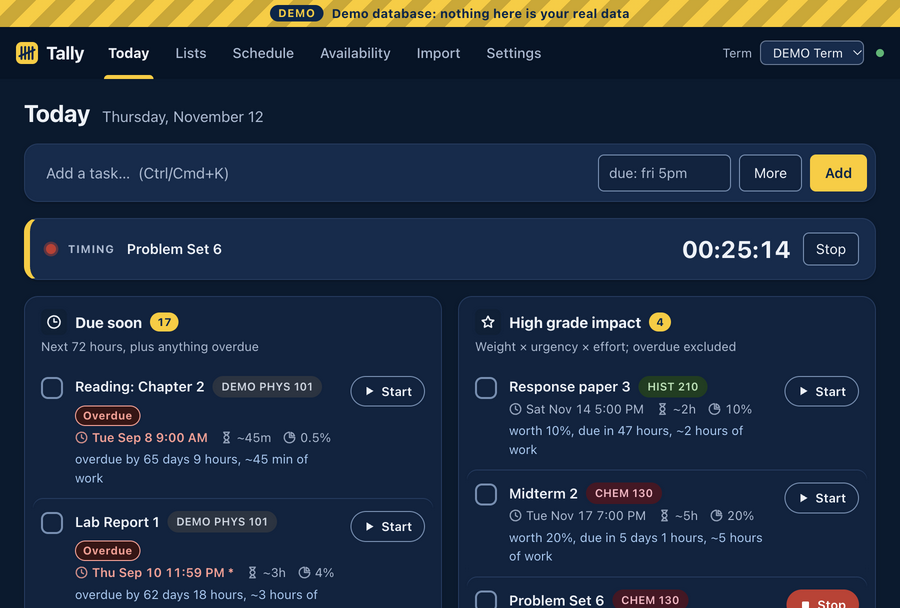 DEMO Demo database: nothing here is your real data
Tally Today Lists Schedule Availability Import Settings Term DEMO Term
Today Thursday, November 12
Add a task... (Ctrl/Cmd+K) due: fri 5pm More Add
TIMING Problem Set 6 00:25:14 Stop
Due soon 17
Next 72 hours, plus anything overdue
Reading: Chapter 2 DEMO PHYS 101 Start
Overdue
Tue Sep 8 9:00 AM ~45m 0.5%
overdue by 65 days 9 hours, ~45 min of
work
Lab Report 1 DEMO PHYS 101 Start
Overdue
Thu Sep 10 11:59 PM * ~3h 4%
overdue by 62 days 18 hours, ~3 hours of
High grade impact 4
Weight × urgency × effort; overdue excluded
Response paper 3 HIST 210 Start
Sat Nov 14 5:00 PM ~2h 10%
worth 10%, due in 47 hours, ~2 hours of
work
Midterm 2 CHEM 130 Start
Tue Nov 17 7:00 PM ~5h 20%
worth 20%, due in 5 days 1 hours, ~5 hours
of work
Problem Set 6 CHEM 130 Stop